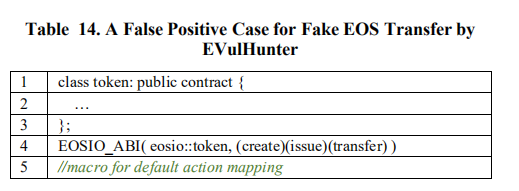 Table 14. A False Positive Case for Fake EOS Transfer by
EVulHunter
1 class token: public contract {
2 …
3 };
4 EOSIO_ABI( eosio::token, (create)(issue)(transfer) )
5 //macro for default action mapping